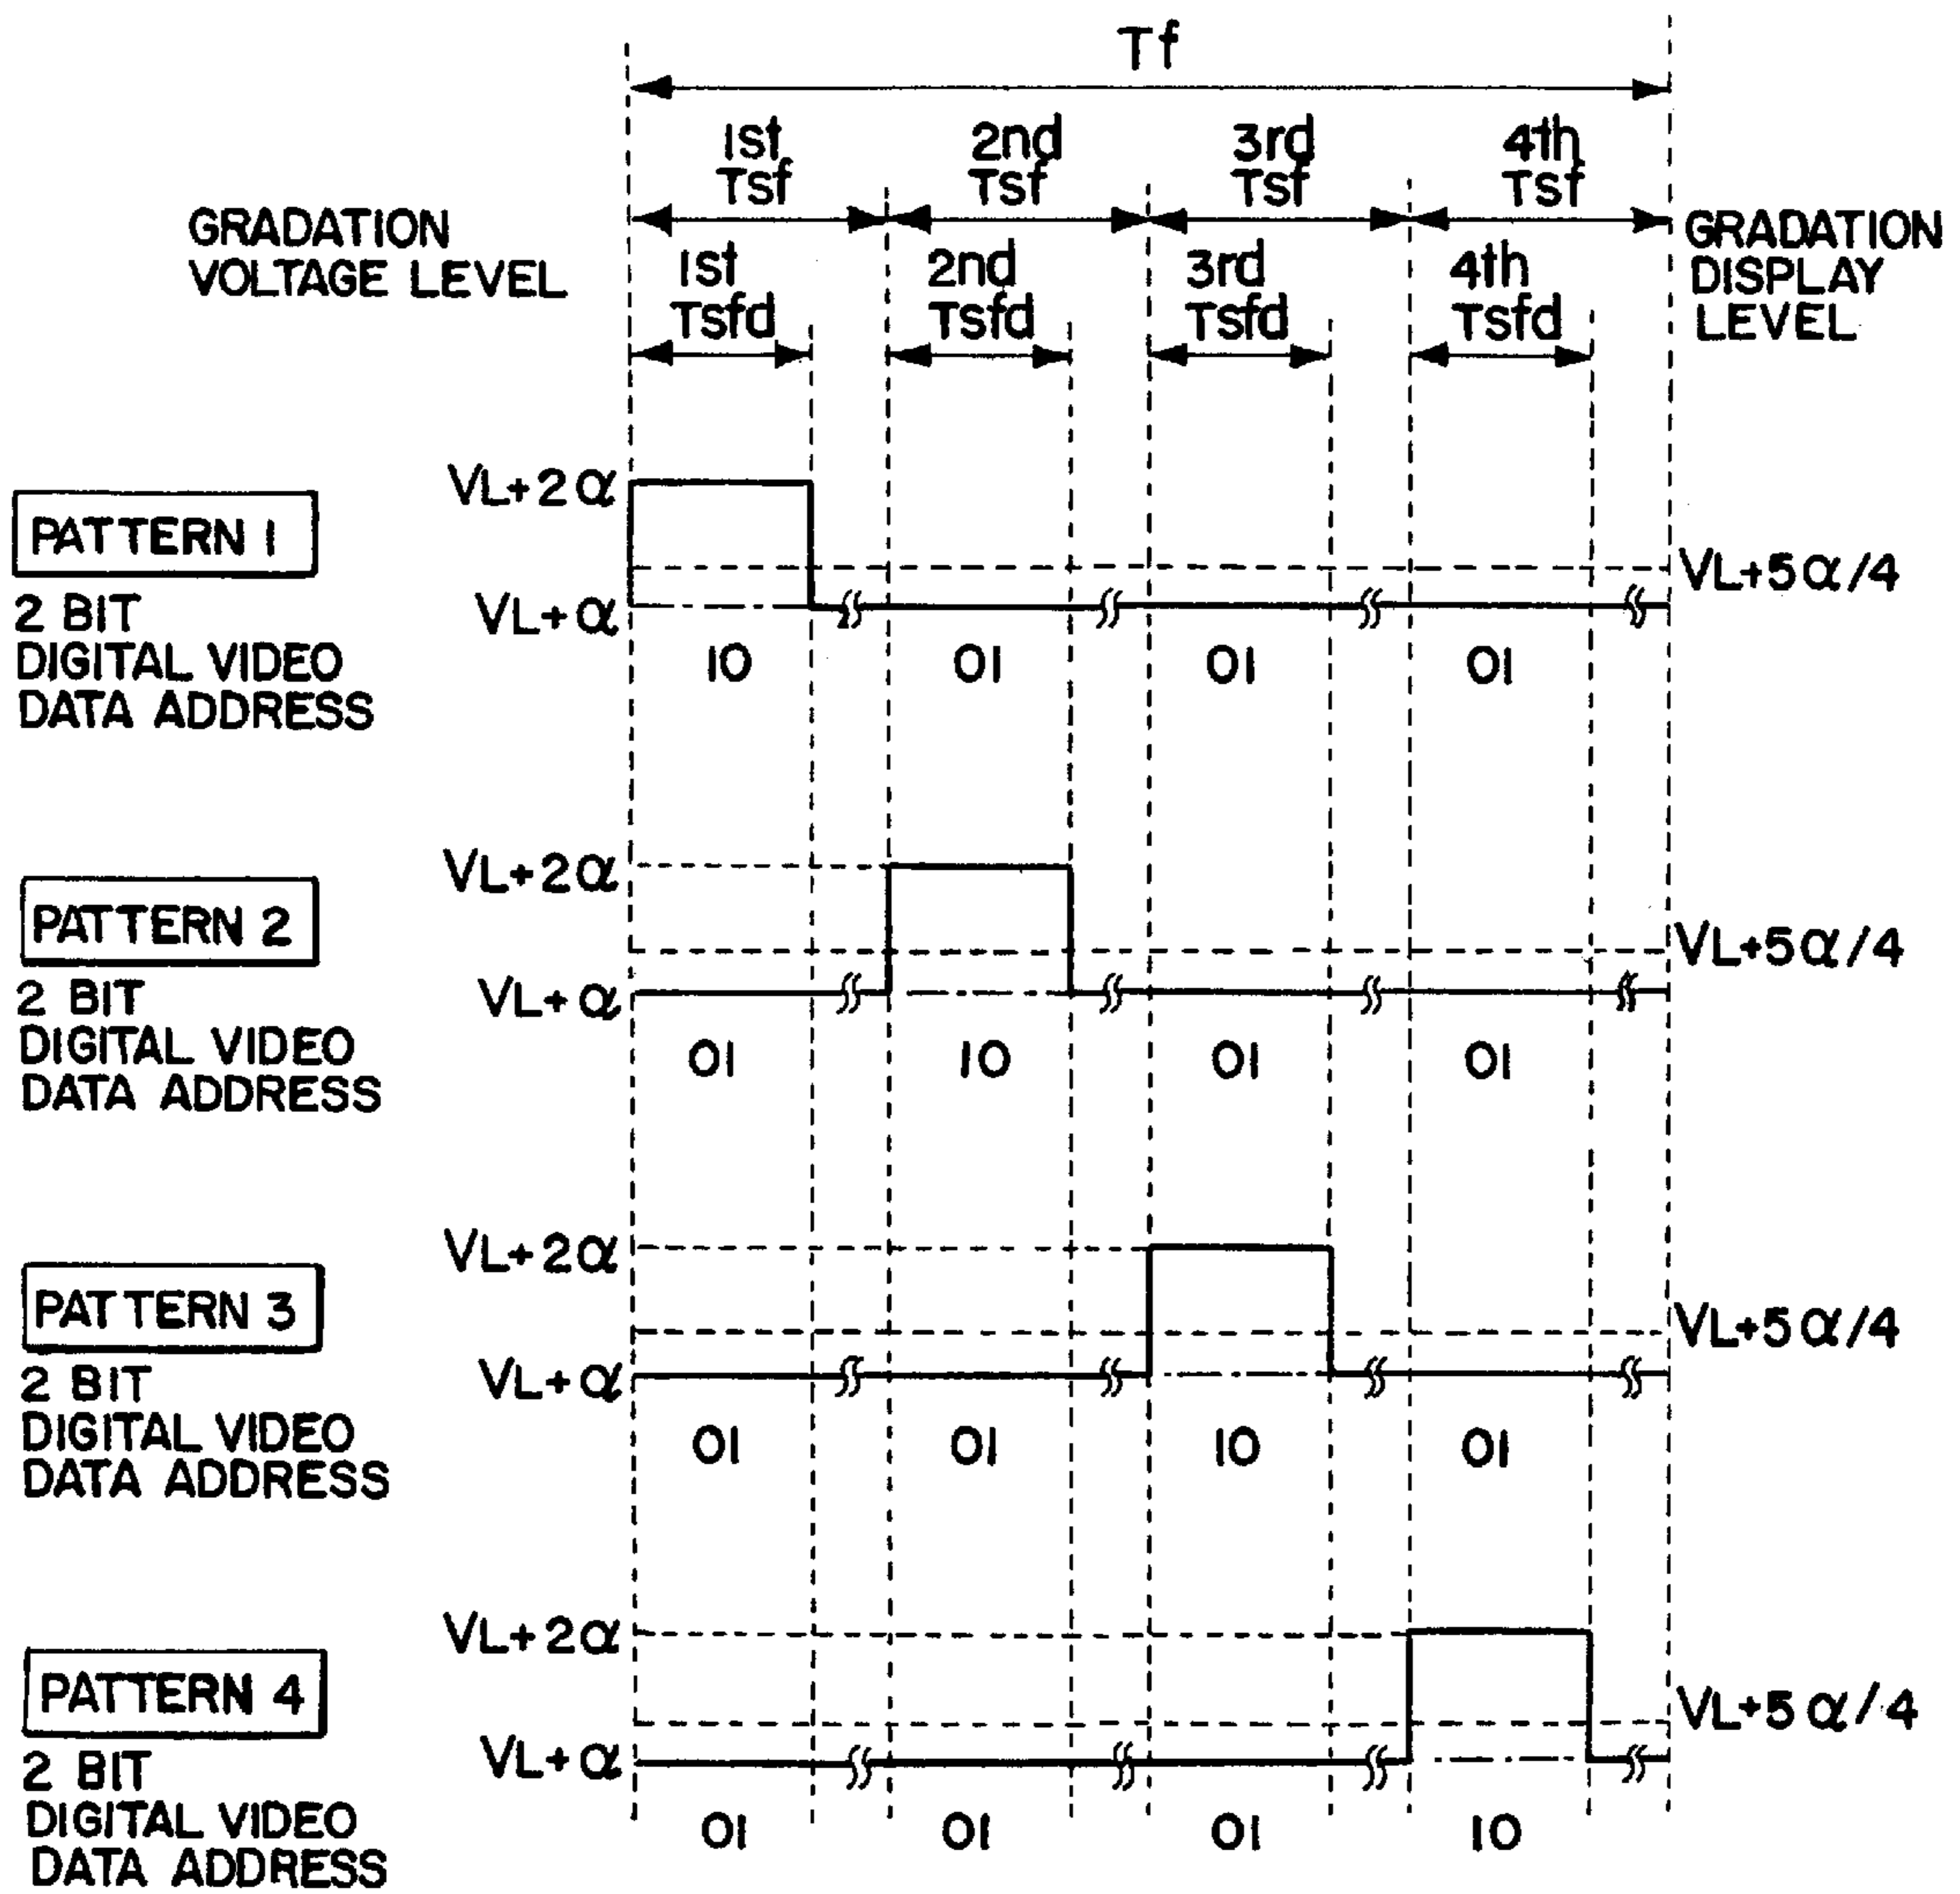 Tf
1st 2nd 3rd 4th
Tsf Tsf Tsf Tsf
GRADATION
VOLTAGE LEVEL
GRADATION
DISPLAY
LEVEL
1st 2nd 3rd 4th
Tsfd Tsfd Tsfd Tsfd
VL+2α
PATTERN 1
VL+5α/4
VL+α
2 BIT
DIGITAL VIDEO
DATA ADDRESS
10 01 01 01
VL+2α
PATTERN 2
VL+5α/4
VL+α
2 BIT
DIGITAL VIDEO
DATA ADDRESS
01 10 01 01
VL+2α
PATTERN 3
VL+5α/4
VL+α
2 BIT
DIGITAL VIDEO
DATA ADDRESS
01 01 10 01
VL+2α
PATTERN 4
VL+5α/4
VL+α
2 BIT
DIGITAL VIDEO
DATA ADDRESS
01 01 01 10